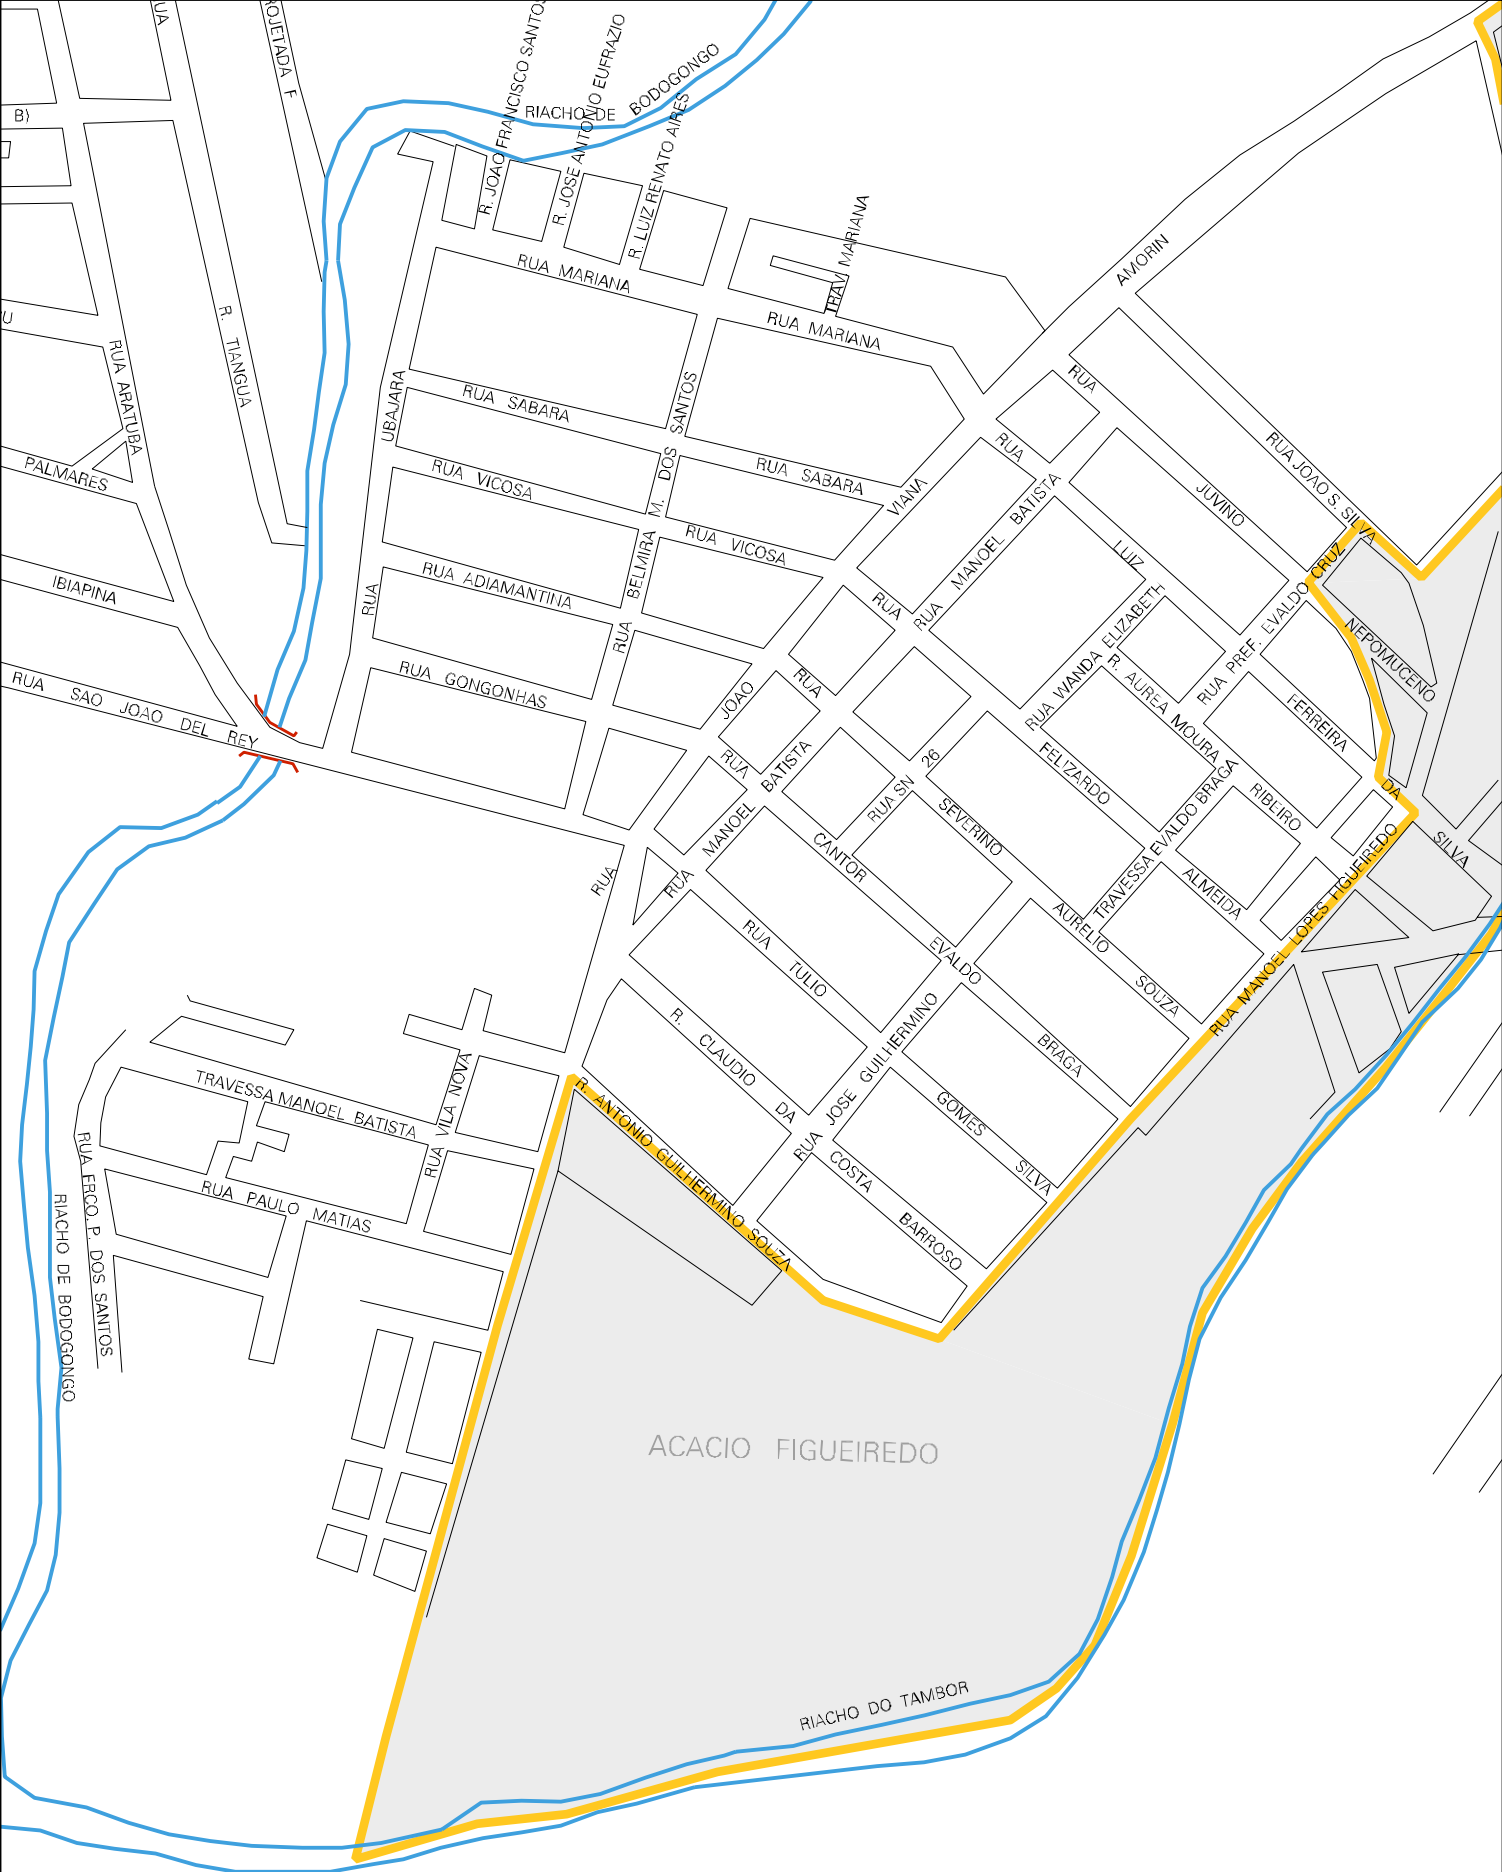 ROJETADA F
UA
B)
R. JOAO FRANCISCO SANTOS
R. JOSE ANTONIO EUFRAZIO
R. LUIZ RENATO AIRES
RIACHO DE BODOGONGO
TRAV. MARIANA
RUA MARIANA
RUA MARIANA
AMORIN
R. TIANGUA
RUA ARATUBA
PALMARES
IBIAPINA
RUA SAO JOAO DEL REY
RUA UBAJARA
RUA SABARA
RUA SABARA
RUA VICOSA
RUA VICOSA
RUA ADIAMANTINA
RUA GONGONHAS
RUA BELMIRA M. DOS SANTOS
RUA JOAO VIANA
RUA JOAO S. SILVA
RUA JUVINO
RUA LUIZ
RUA MANOEL BATISTA
RUA WANDA ELIZABETH
RUA PREF. EVALDO CRUZ
NEPOMUCENO DA SILVA
R. AUREA MOURA RIBEIRO
FERREIRA
RUA FELIZARDO ALMEIDA
RUA SN 26
RUA SEVERINO AURELIO SOUZA
TRAVESSA EVALDO BRAGA
RUA MANOEL BATISTA
CANTOR EVALDO BRAGA
RUA TULIO GOMES SILVA
R. CLAUDIO DA COSTA BARROSO
RUA JOSE GUILHERMINO
RUA MANOEL LOPES FIGUEIREDO
R. ANTONIO GUILHERMINO SOUZA
TRAVESSA MANOEL BATISTA
RUA VILA NOVA
RUA PAULO MATIAS
RUA FRCO. P. DOS SANTOS
RIACHO DE BODOGONGO
ACACIO FIGUEIREDO
RIACHO DO TAMBOR